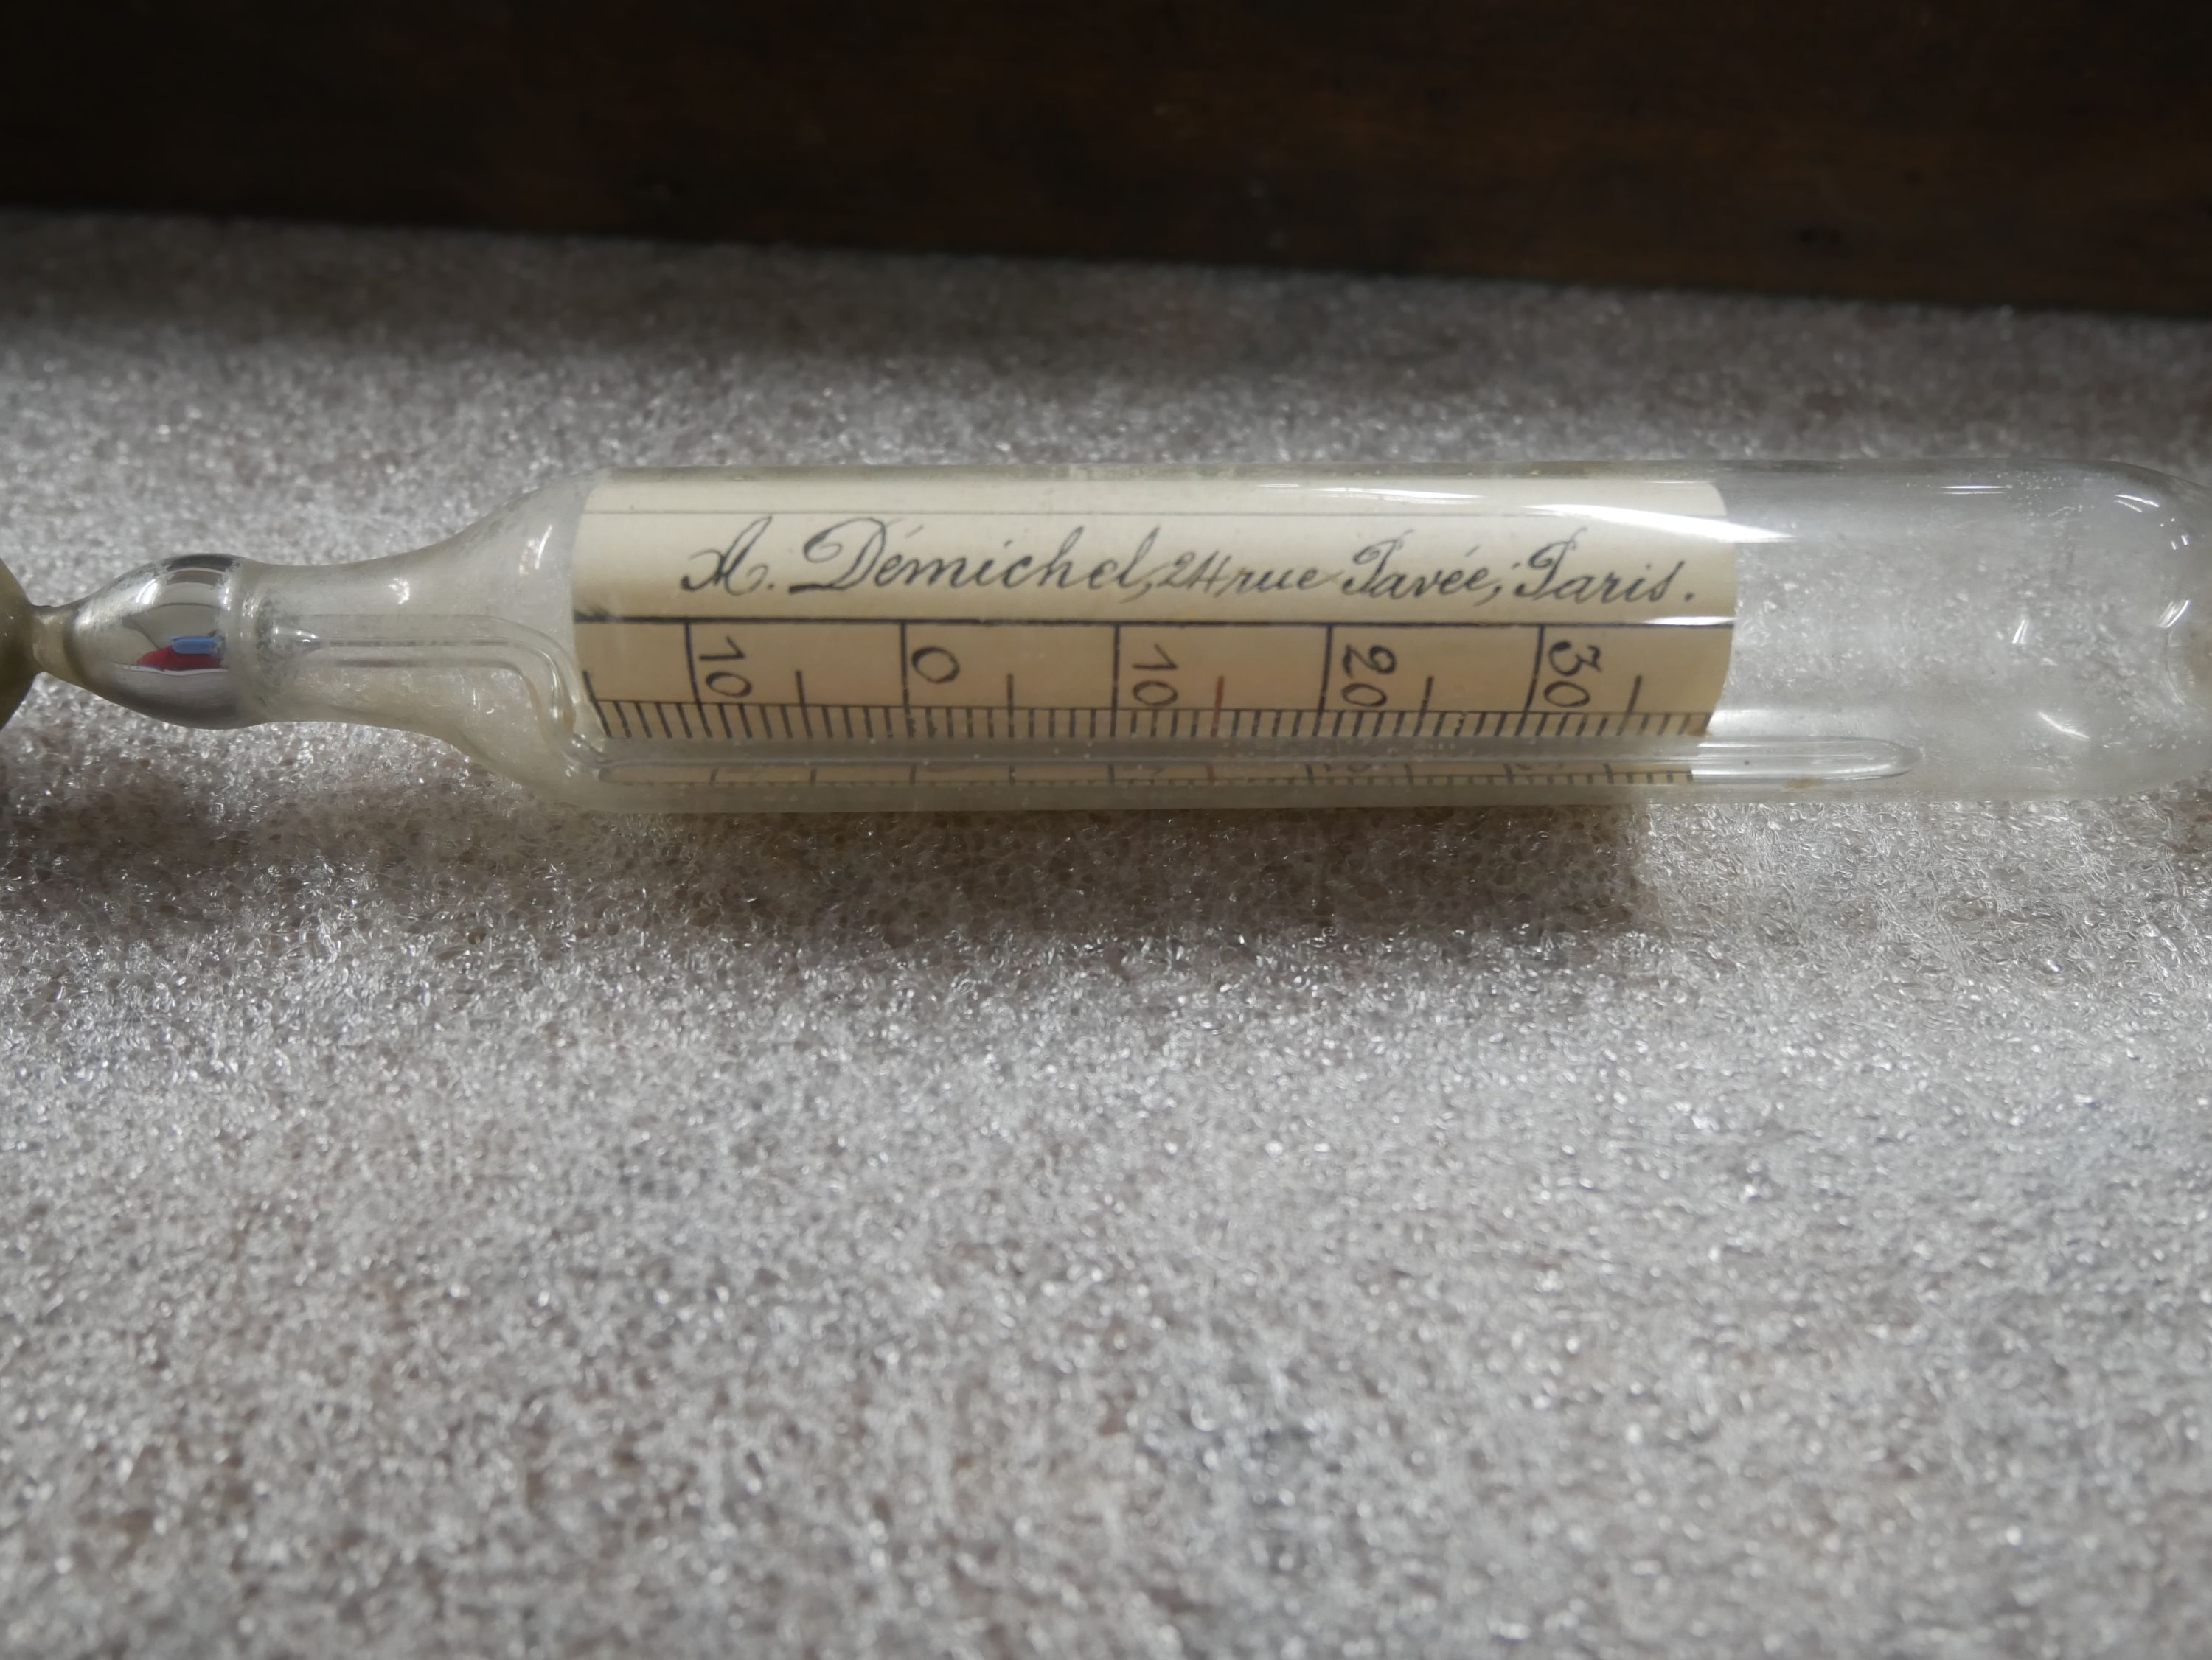 A. Démichel, 24 rue Pavée, Paris.
10 0 10 20 30